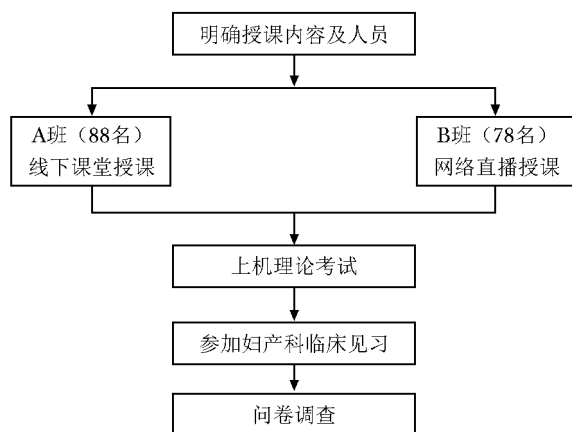 明确授课内容及人员
A班（88名）
线下课堂授课
B班（78名）
网络直播授课
上机理论考试
参加妇产科临床见习
问卷调查